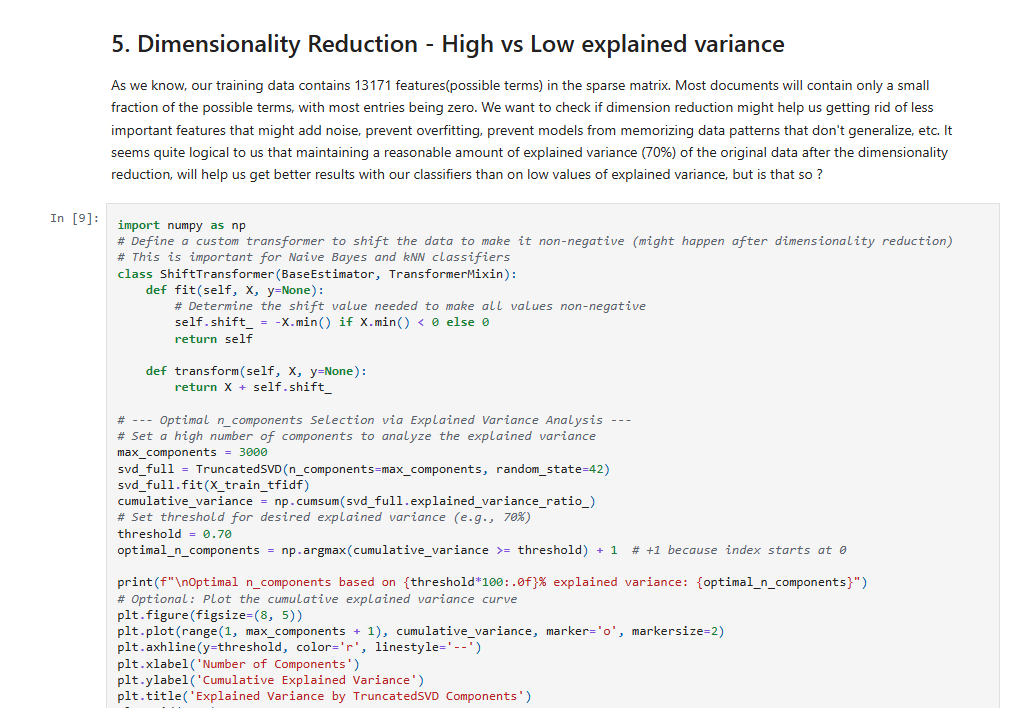 5. Dimensionality Reduction - High vs Low explained variance
As we know, our training data contains 13171 features(possible terms) in the sparse matrix. Most documents will contain only a small
fraction of the possible terms, with most entries being zero. We want to check if dimension reduction might help us getting rid of less
important features that might add noise, prevent overfitting, prevent models from memorizing data patterns that don't generalize, etc. It
seems quite logical to us that maintaining a reasonable amount of explained variance (70%) of the original data after the dimensionality
reduction, will help us get better results with our classifiers than on low values of explained variance, but is that so ?
In [9]:
import numpy as np
# Define a custom transformer to shift the data to make it non-negative (might happen after dimensionality reduction)
# This is important for Naive Bayes and kNN classifiers
class ShiftTransformer(BaseEstimator, TransformerMixin):
    def fit(self, X, y=None):
        # Determine the shift value needed to make all values non-negative
        self.shift_ = -X.min() if X.min() < 0 else 0
        return self

    def transform(self, X, y=None):
        return X + self.shift_

# --- Optimal n_components Selection via Explained Variance Analysis ---
# Set a high number of components to analyze the explained variance
max_components = 3000
svd_full = TruncatedSVD(n_components=max_components, random_state=42)
svd_full.fit(X_train_tfidf)
cumulative_variance = np.cumsum(svd_full.explained_variance_ratio_)
# Set threshold for desired explained variance (e.g., 70%)
threshold = 0.70
optimal_n_components = np.argmax(cumulative_variance >= threshold) + 1  # +1 because index starts at 0

print(f"\nOptimal n_components based on {threshold*100:.0f}% explained variance: {optimal_n_components}")
# Optional: Plot the cumulative explained variance curve
plt.figure(figsize=(8, 5))
plt.plot(range(1, max_components + 1), cumulative_variance, marker='o', markersize=2)
plt.axhline(y=threshold, color='r', linestyle='--')
plt.xlabel('Number of Components')
plt.ylabel('Cumulative Explained Variance')
plt.title('Explained Variance by TruncatedSVD Components')